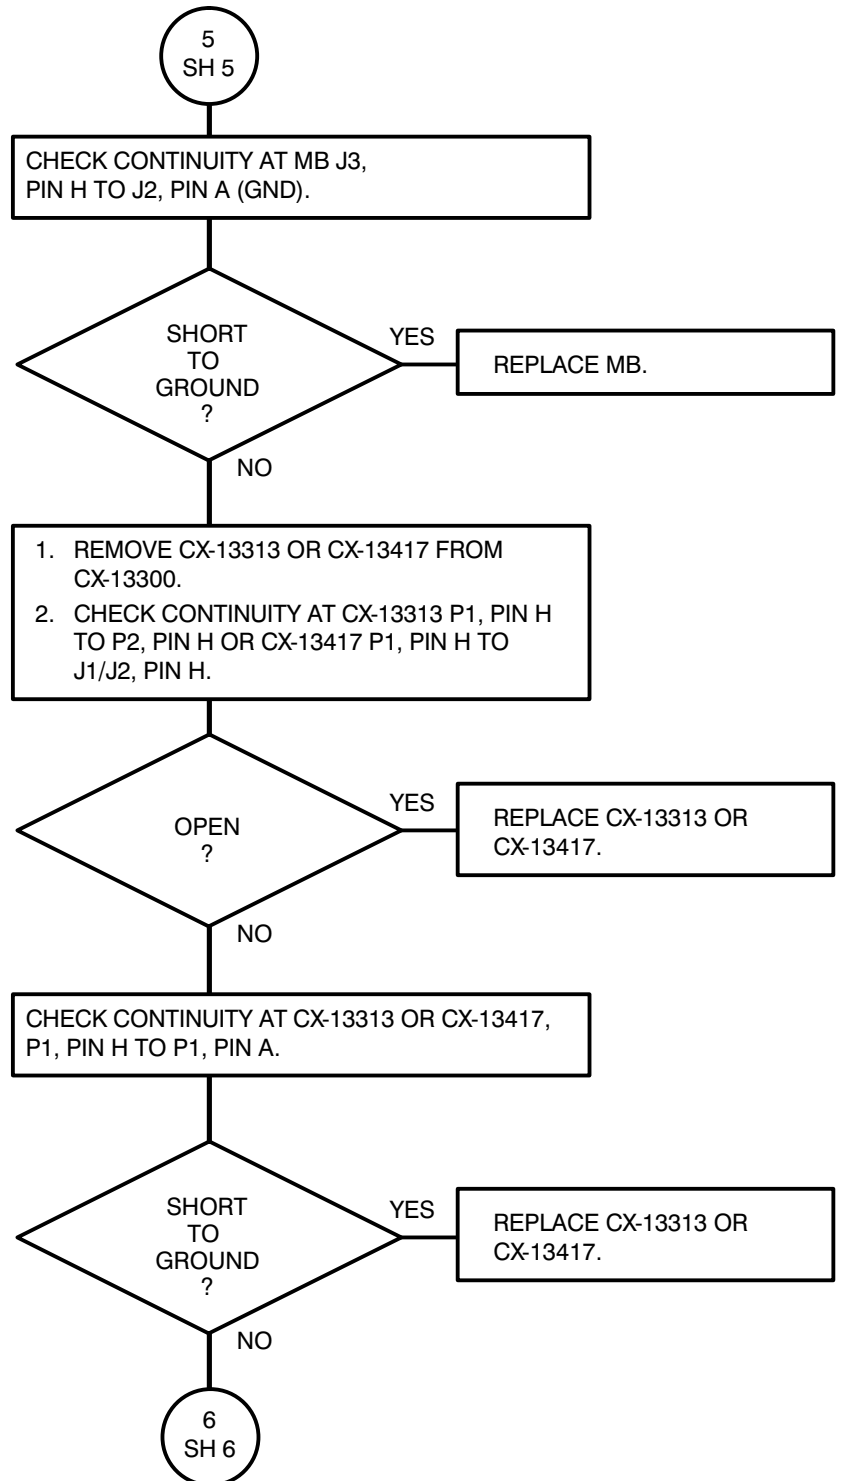 5
SH 5
CHECK CONTINUITY AT MB J3,
PIN H TO J2, PIN A (GND).
SHORT
TO
GROUND
?
YES
REPLACE MB.
NO
1. REMOVE CX-13313 OR CX-13417 FROM
CX-13300.
2. CHECK CONTINUITY AT CX-13313 P1, PIN H
TO P2, PIN H OR CX-13417 P1, PIN H TO
J1/J2, PIN H.
OPEN
?
YES
REPLACE CX-13313 OR
CX-13417.
NO
CHECK CONTINUITY AT CX-13313 OR CX-13417,
P1, PIN H TO P1, PIN A.
SHORT
TO
GROUND
?
YES
REPLACE CX-13313 OR
CX-13417.
NO
6
SH 6